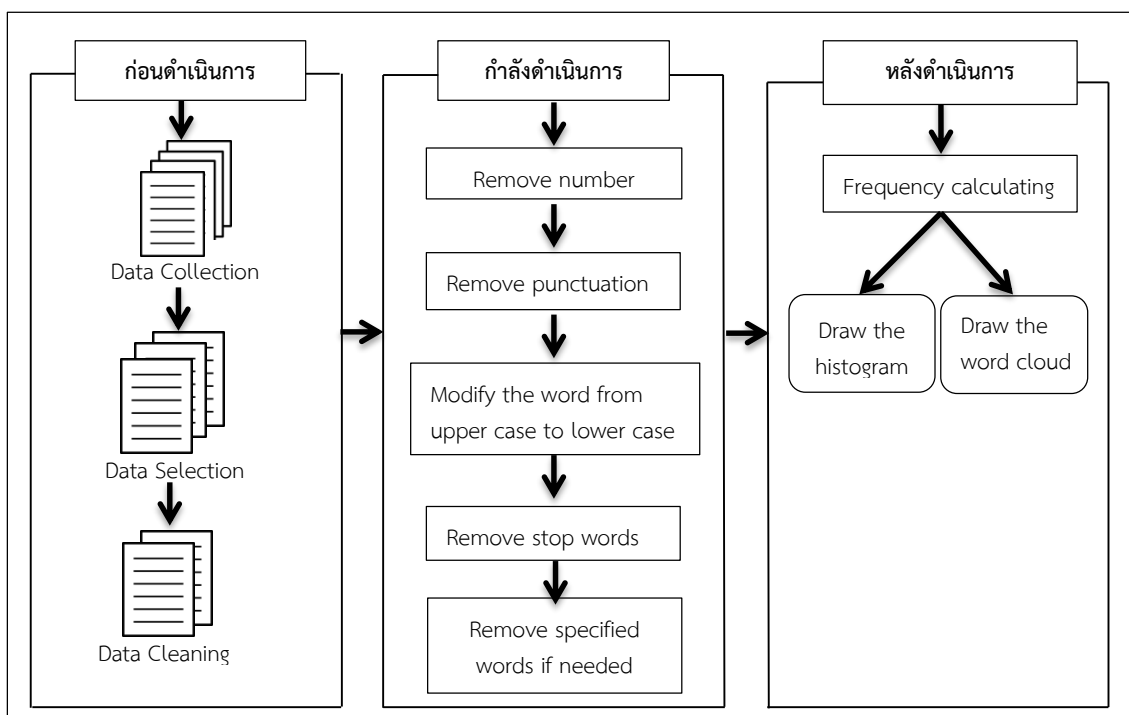 ก่อนดำเนินการ
Data Collection
Data Selection
Data Cleaning
กำลังดำเนินการ
Remove number
Remove punctuation
Modify the word from
upper case to lower case
Remove stop words
Remove specified
words if needed
หลังดำเนินการ
Frequency calculating
Draw the
histogram
Draw the
word cloud